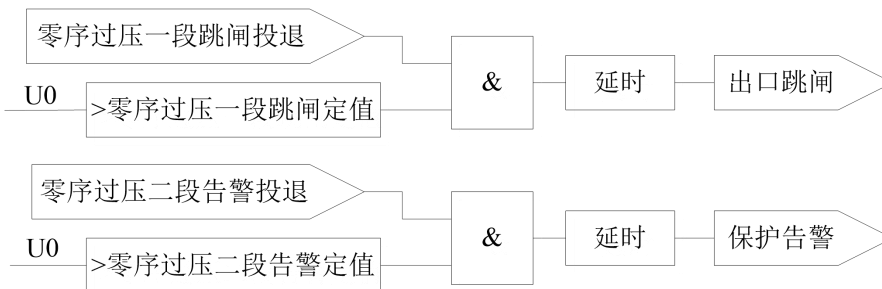 零序过压一段跳闸投退
U0
>零序过压一段跳闸定值
&
延时
出口跳闸
零序过压二段告警投退
U0
>零序过压二段告警定值
&
延时
保护告警